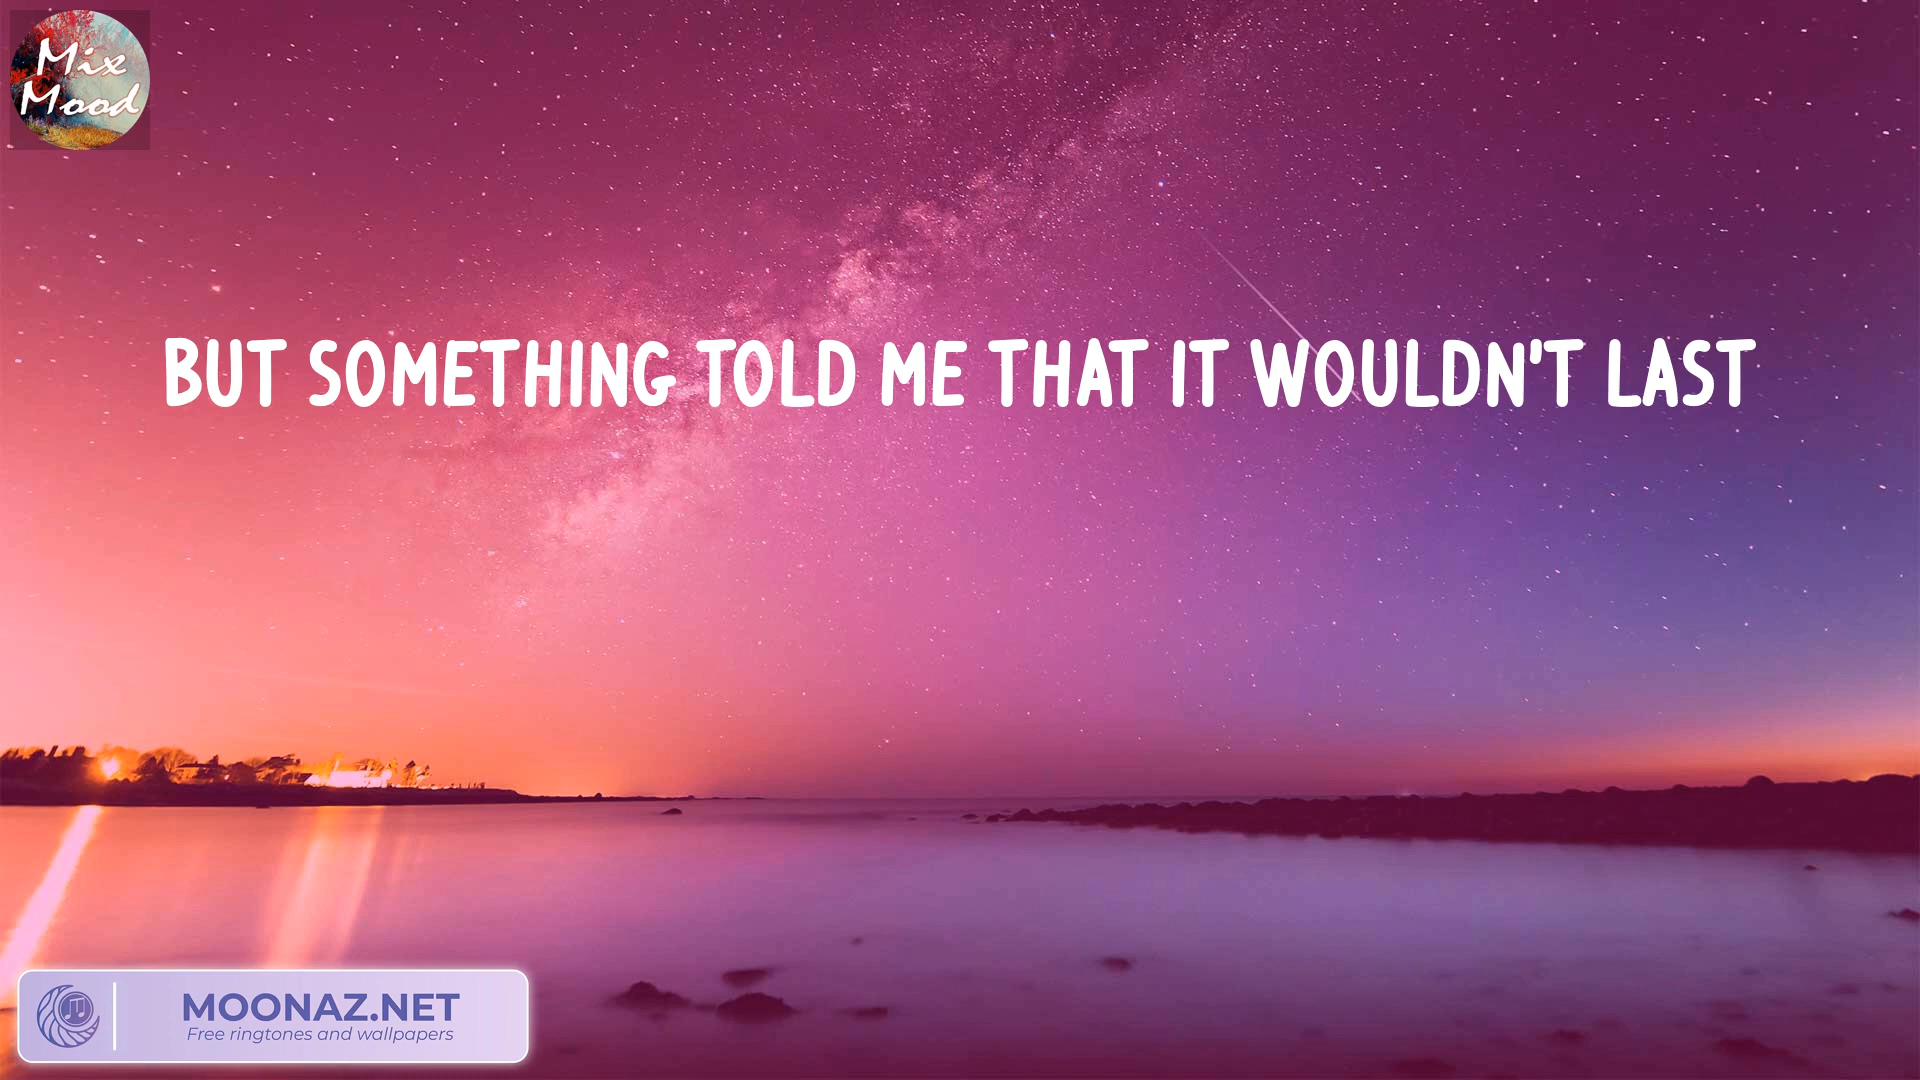 Mix
Mood
BUT SOMETHING TOLD ME THAT IT WOULDN'T LAST
MOONAZ.NET
Free ringtones and wallpapers